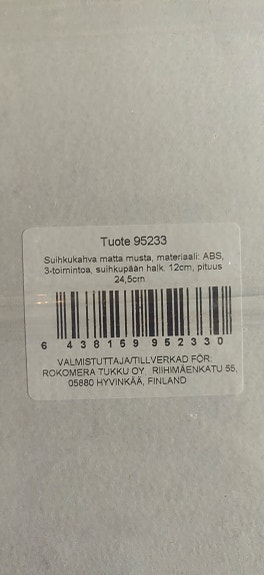 Tuote 95233
Suihkukahva matta musta, materiaali: ABS,
3-toimintoa, suihkupään halk. 12cm, pituus
24,5cm
6 438159 952330
VALMISTUTTAJA/TILLVERKAD FÖR:
ROKOMERA TUKKU OY RIIHIMÄENKATU 55,
05880 HYVINKÄÄ, FINLAND